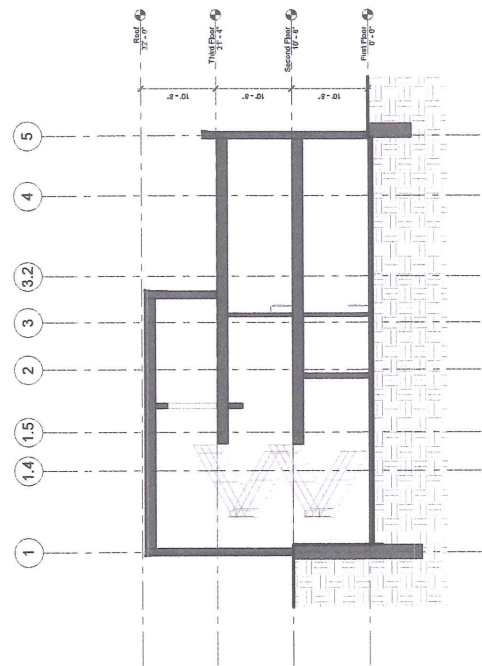 1
1.4
1.5
2
3
3.2
4
5
Roof
32' - 0"
10' - 8"
Third Floor
21' - 4"
10' - 8"
Second Floor
10' - 8"
10' - 8"
First Floor
0' - 0"